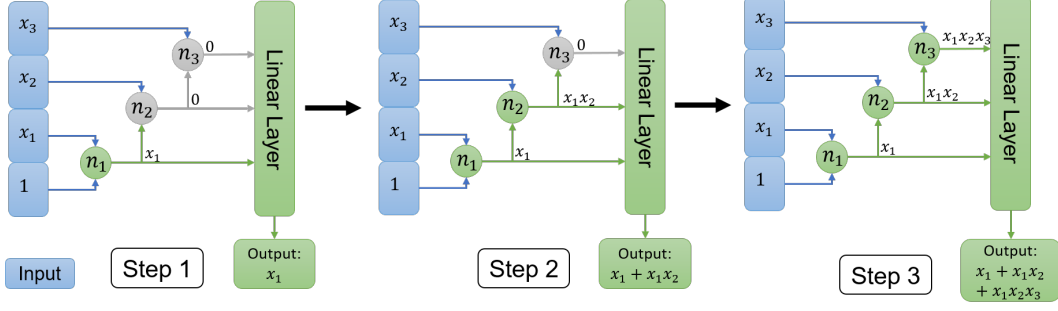 x₃
x₂
x₁
1
n₃
n₂
n₁
0
0
x₁
Linear Layer
Output:
x₁
Input
Step 1
x₃
x₂
x₁
1
n₃
n₂
n₁
0
x₁x₂
x₁
Linear Layer
Output:
x₁ + x₁x₂
Step 2
x₃
x₂
x₁
1
n₃
n₂
n₁
x₁x₂x₃
x₁x₂
x₁
Linear Layer
Output:
x₁ + x₁x₂
+ x₁x₂x₃
Step 3